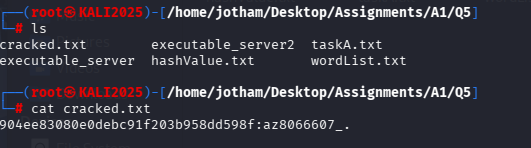 ┌──(root㉿KALI2025)-[/home/jotham/Desktop/Assignments/A1/Q5]
└─# ls
cracked.txt executable_server2 taskA.txt
executable_server hashValue.txt wordList.txt
┌──(root㉿KALI2025)-[/home/jotham/Desktop/Assignments/A1/Q5]
└─# cat cracked.txt
904ee83080e0debc91f203b958dd598f:az8066607_.